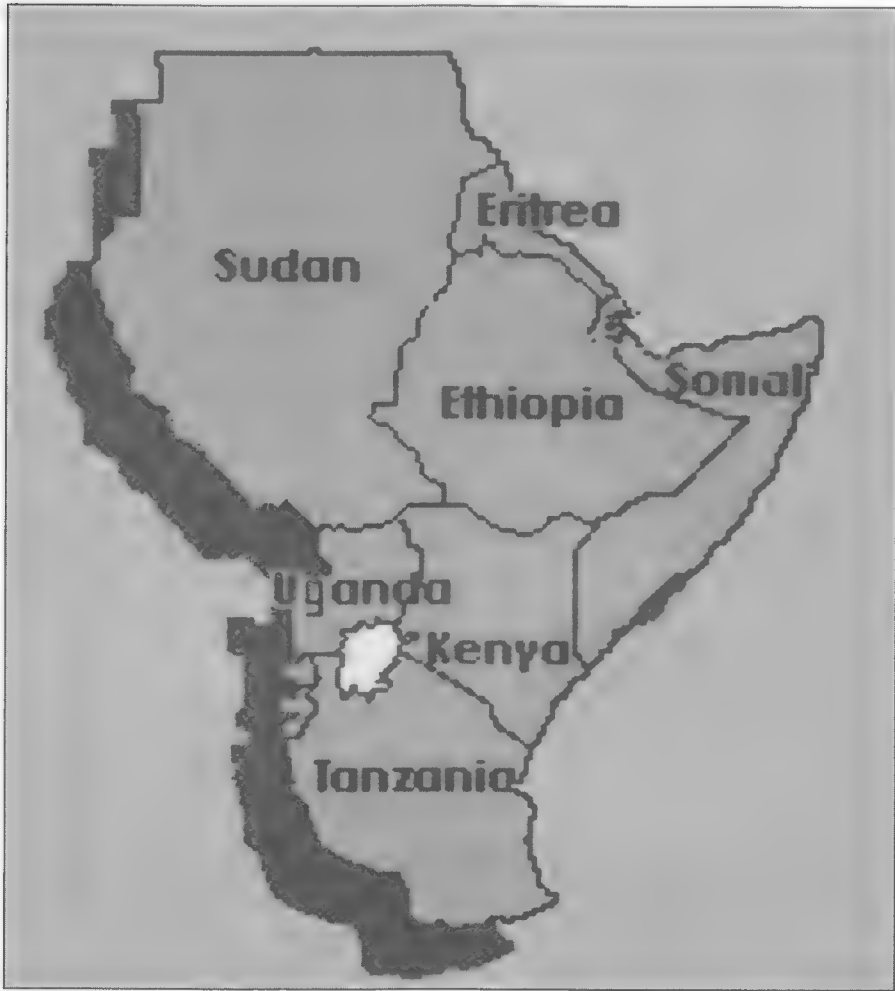 Eritrea
Sudan
Somali
Ethiopia
Uganda
Kenya
Tanzania